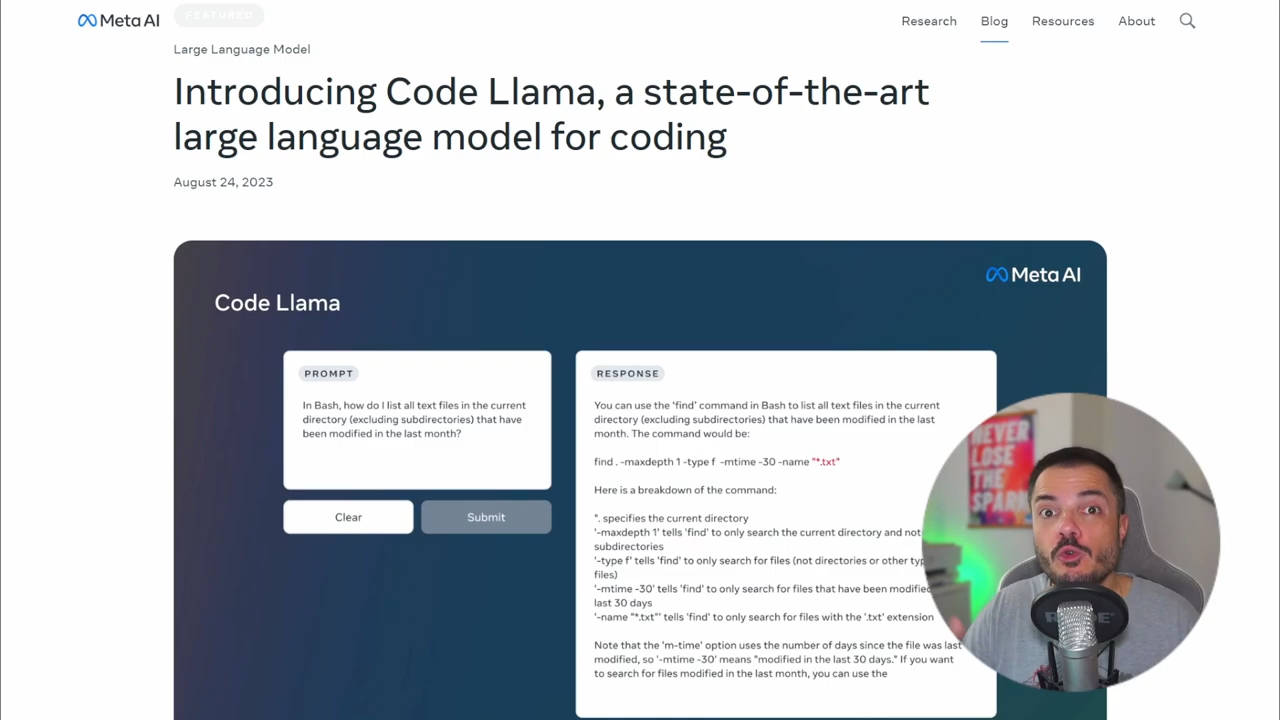 Meta AI
FEATURED
Research
Blog
Resources
About
Large Language Model
Introducing Code Llama, a state-of-the-art
large language model for coding
August 24, 2023
Meta AI
Code Llama
PROMPT
In Bash, how do I list all text files in the current
directory (excluding subdirectories) that have
been modified in the last month?
Clear
Submit
RESPONSE
You can use the 'find' command in Bash to list all text files in the current
directory (excluding subdirectories) that have been modified in the last
month. The command would be:
find . -maxdepth 1 -type f -mtime -30 -name "*.txt"
Here is a breakdown of the command:
". specifies the current directory
'-maxdepth 1' tells 'find' to only search the current directory and not
subdirectories
'-type f' tells 'find' to only search for files (not directories or other typ
files)
'-mtime -30' tells 'find' to only search for files that have been modified
last 30 days
'-name "*.txt"' tells 'find' to only search for files with the '.txt' extension
Note that the 'm-time' option uses the number of days since the file was last
modified, so '-mtime -30' means "modified in the last 30 days." If you want
to search for files modified in the last month, you can use the
NEVER
LOSE
THE
SPARK